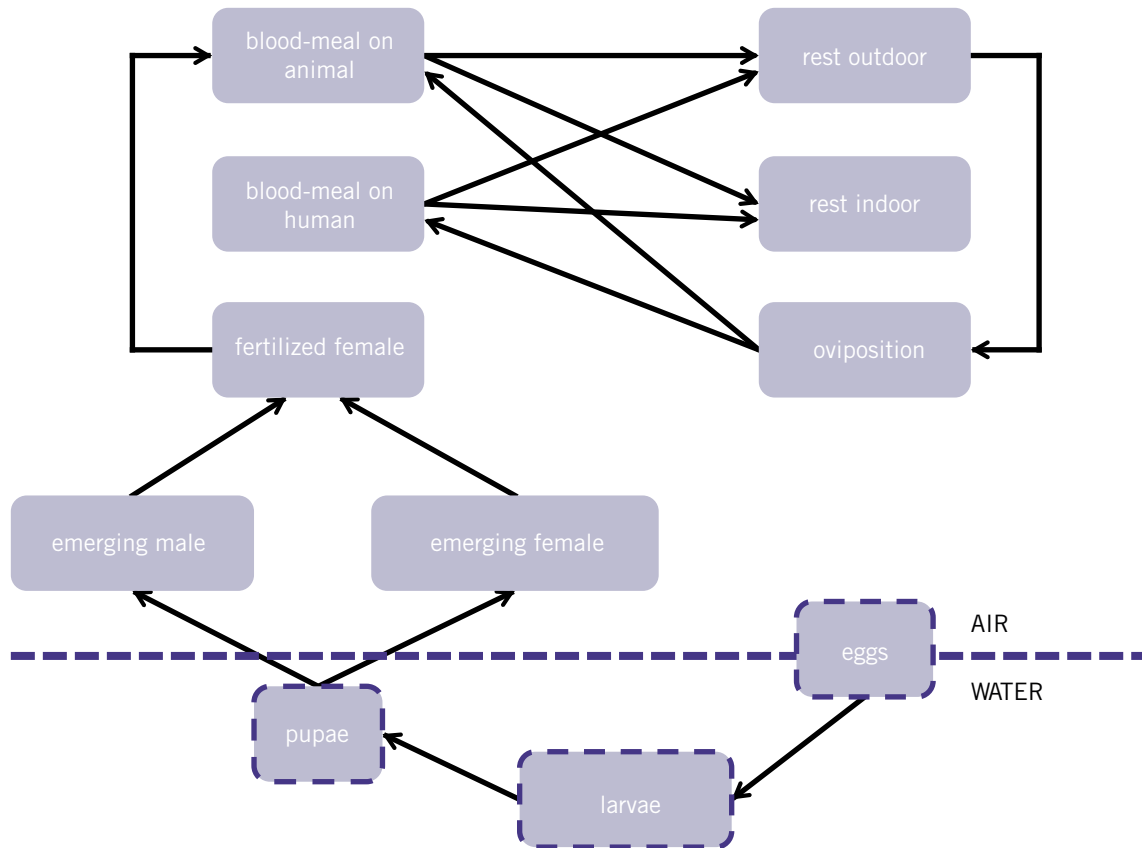 blood-meal on
animal
rest outdoor
blood-meal on
human
rest indoor
fertilized female
oviposition
emerging male
emerging female
AIR
eggs
WATER
pupae
larvae